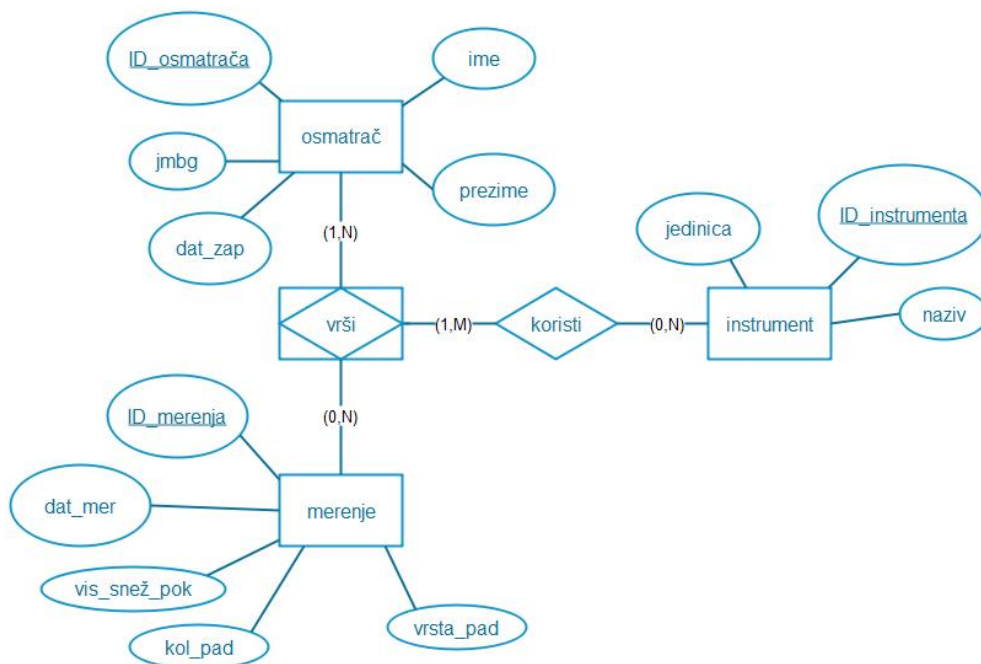 ID_osmatrača
ime
osmatrač
jmbg
prezime
dat_zap
(1,N)
jedinica
ID_instrumenta
vrši
(1,M)
koristi
(0,N)
instrument
naziv
(0,N)
ID_merenja
dat_mer
merenje
vis_snež_pok
kol_pad
vrsta_pad